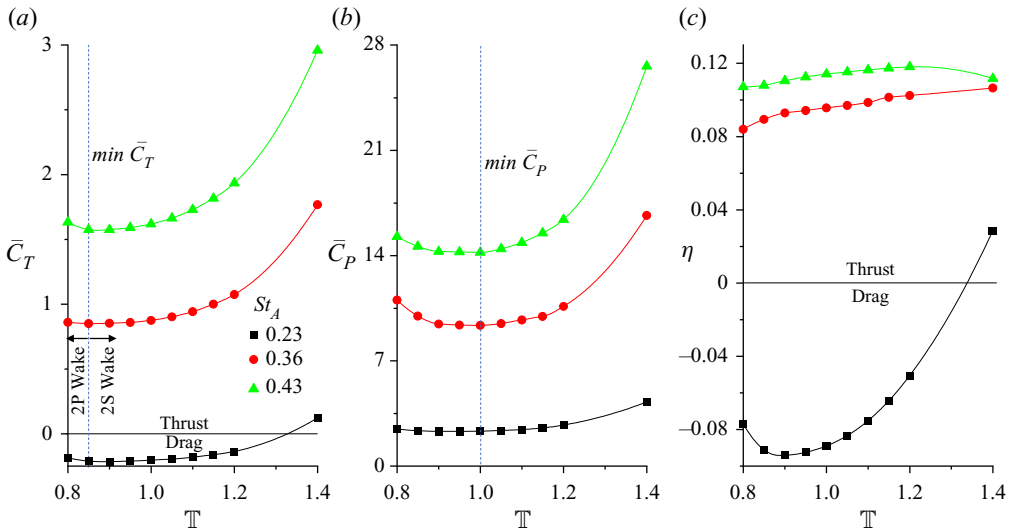 (a)
3
2
1
0
C̄_T
min C̄_T
St_A
0.23
0.36
0.43
2P Wake
2S Wake
Thrust
Drag
0.8 1.0 1.2 1.4
𝕋
(b)
28
21
14
7
0
C̄_P
min C̄_P
0.8 1.0 1.2 1.4
𝕋
(c)
0.12
0.08
0.04
0
−0.04
−0.08
η
Thrust
Drag
0.8 1.0 1.2 1.4
𝕋